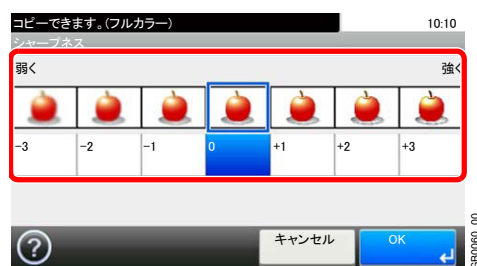 コピーできます。(フルカラー) 10:10
シャープネス
弱く 強く
-3 -2 -1 0 +1 +2 +3
? キャンセル OK
GB0060_00